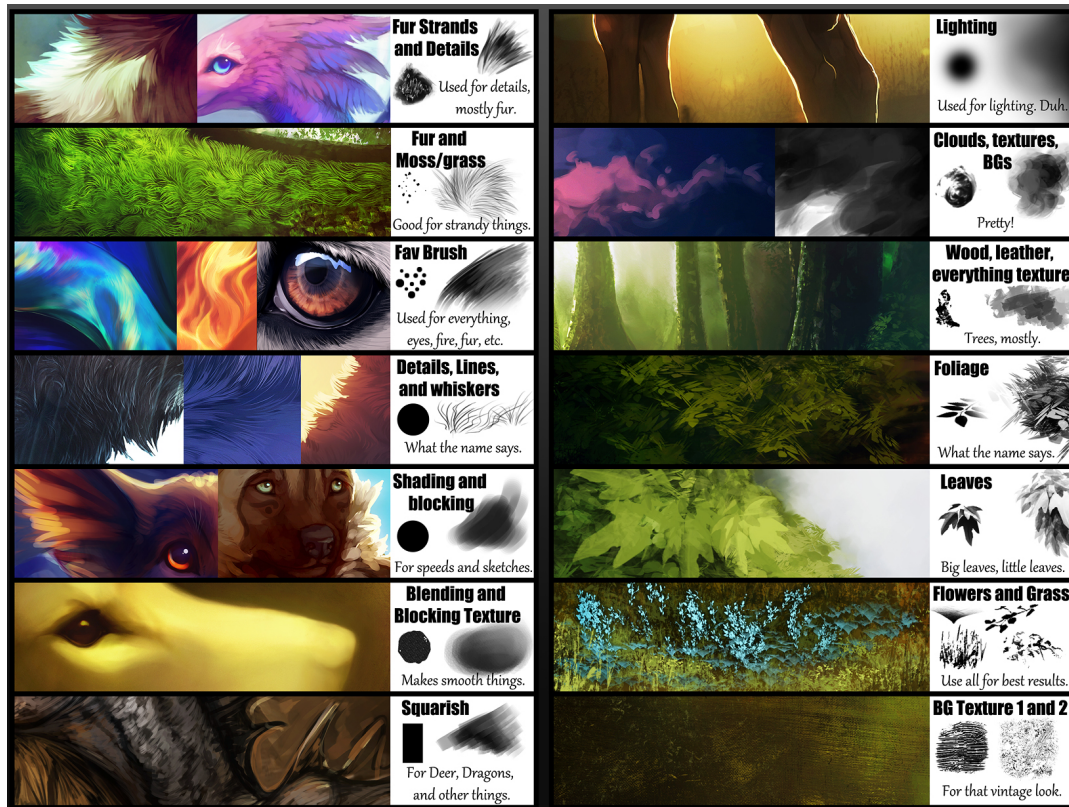 Fur Strands
and Details
Used for details,
mostly fur.
Fur and
Moss/grass
Good for strandy things.
Fav Brush
Used for everything,
eyes, fire, fur, etc.
Details, Lines,
and whiskers
What the name says.
Shading and
blocking
For speeds and sketches.
Blending and
Blocking Texture
Makes smooth things.
Squarish
For Deer, Dragons,
and other things.
Lighting
Used for lighting. Duh.
Clouds, textures,
BGs
Pretty!
Wood, leather,
everything texture
Trees, mostly.
Foliage
What the name says.
Leaves
Big leaves, little leaves.
Flowers and Grass
Use all for best results.
BG Texture 1 and 2
For that vintage look.